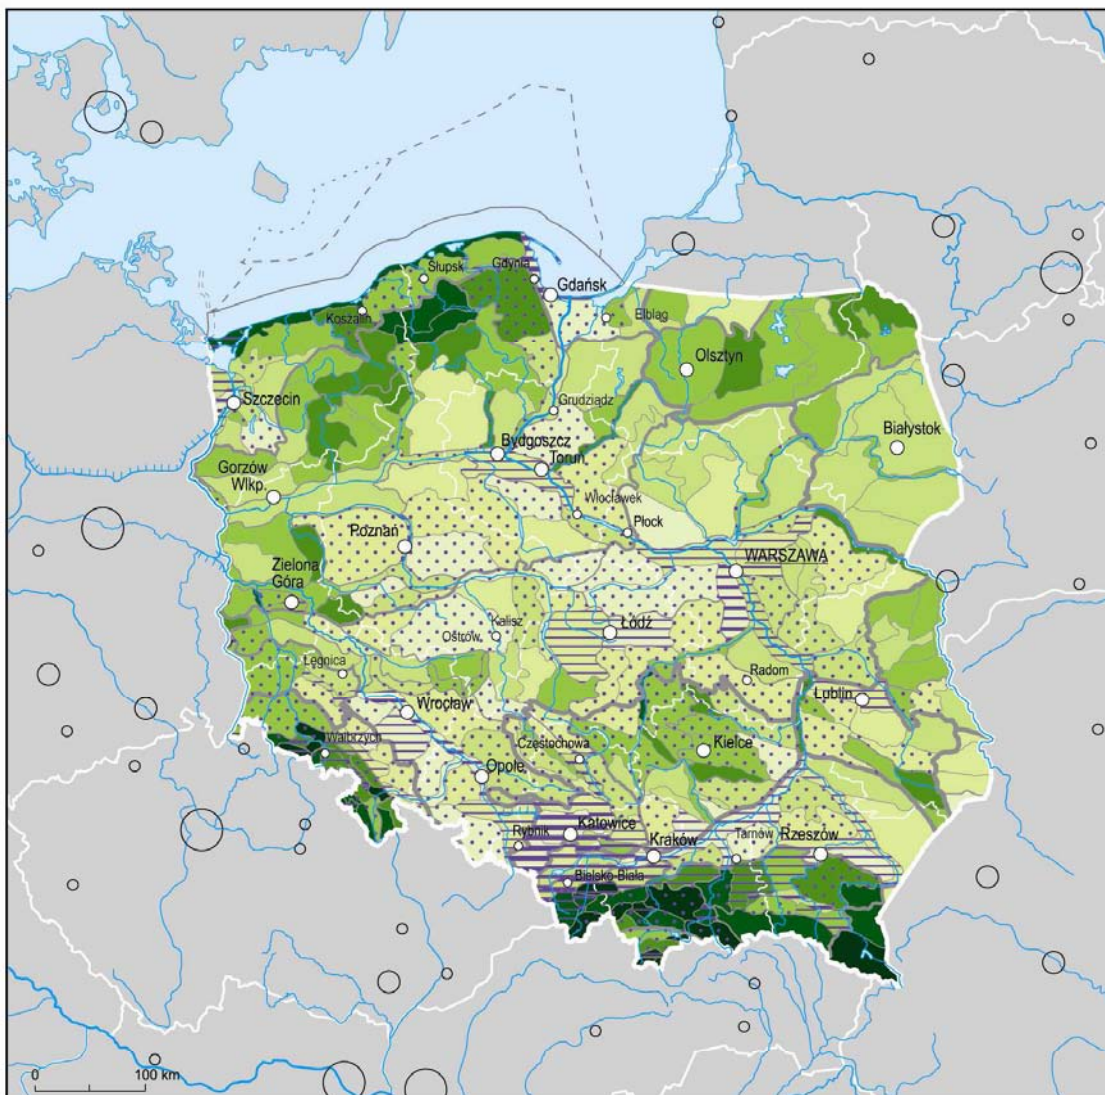 Słupsk
Gdynia
Gdańsk
Koszalin
Elbląg
Olsztyn
Szczecin
Grudziądz
Białystok
Bydgoszcz
Toruń
Gorzów
Wlkp.
Włocławek
Płock
Poznań
WARSZAWA
Zielona
Góra
Kalisz
Ostrów.
Łódź
Legnica
Radom
Lublin
Wrocław
Wałbrzych
Częstochowa
Kielce
Opole
Rybnik
Katowice
Kraków
Tarnów
Rzeszów
Bielsko-Biała
0 100 km